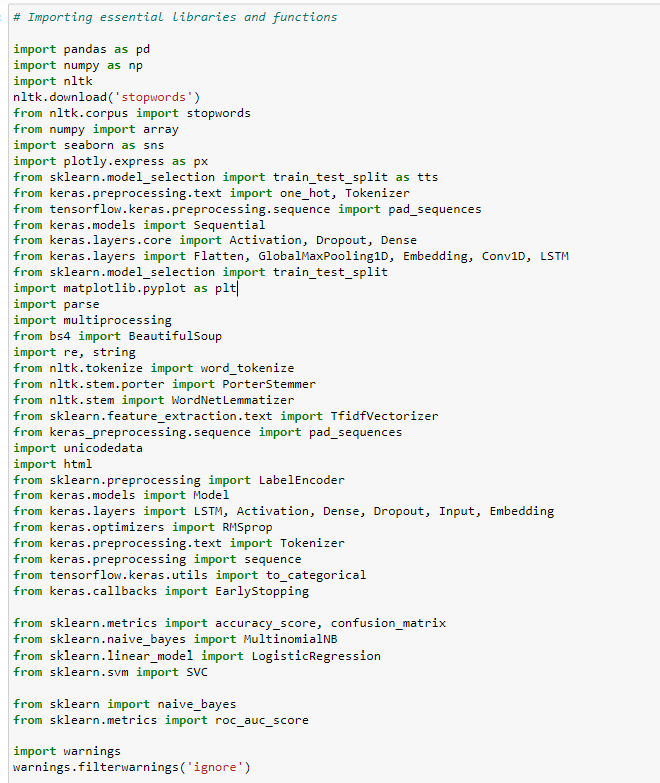 # Importing essential libraries and functions
import pandas as pd
import numpy as np
import nltk
nltk.download('stopwords')
from nltk.corpus import stopwords
from numpy import array
import seaborn as sns
import plotly.express as px
from sklearn.model_selection import train_test_split as tts
from keras.preprocessing.text import one_hot, Tokenizer
from tensorflow.keras.preprocessing.sequence import pad_sequences
from keras.models import Sequential
from keras.layers.core import Activation, Dropout, Dense
from keras.layers import Flatten, GlobalMaxPooling1D, Embedding, Conv1D, LSTM
from sklearn.model_selection import train_test_split
import matplotlib.pyplot as plt
import parse
import multiprocessing
from bs4 import BeautifulSoup
import re, string
from nltk.tokenize import word_tokenize
from nltk.stem.porter import PorterStemmer
from nltk.stem import WordNetLemmatizer
from sklearn.feature_extraction.text import TfidfVectorizer
from keras_preprocessing.sequence import pad_sequences
import unicodedata
import html
from sklearn.preprocessing import LabelEncoder
from keras.models import Model
from keras.layers import LSTM, Activation, Dense, Dropout, Input, Embedding
from keras.optimizers import RMSprop
from keras.preprocessing.text import Tokenizer
from keras.preprocessing import sequence
from tensorflow.keras.utils import to_categorical
from keras.callbacks import EarlyStopping
from sklearn.metrics import accuracy_score, confusion_matrix
from sklearn.naive_bayes import MultinomialNB
from sklearn.linear_model import LogisticRegression
from sklearn.svm import SVC
from sklearn import naive_bayes
from sklearn.metrics import roc_auc_score
import warnings
warnings.filterwarnings('ignore')